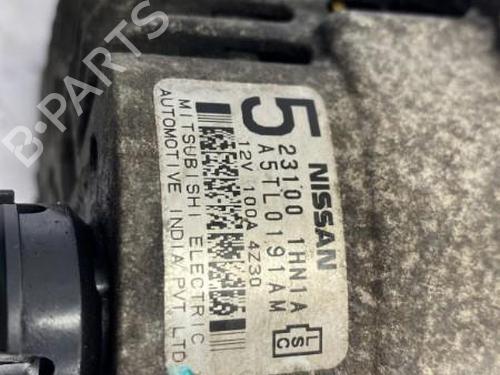 B-PARTS
NISSAN
5
23100 1HN1A
A5TL0191AM
12V 100A 4Z30
MITSUBISHI ELECTRIC
AUTOMOTIVE INDIA PVT LTD
L
S
C